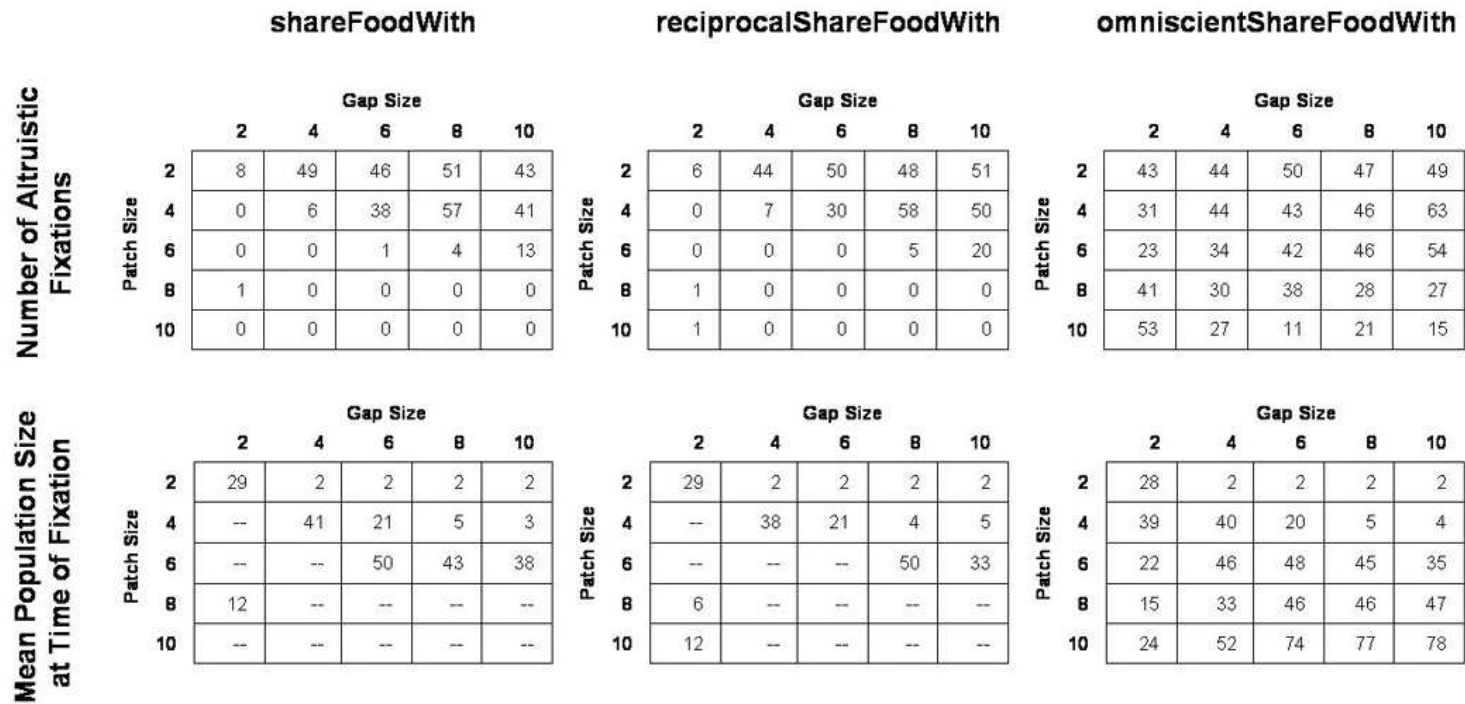 shareFoodWith reciprocalShareFoodWith omniscientShareFoodWith
Number of Altruistic
Fixations
Gap Size Gap Size Gap Size
2 4 6 8 10 2 4 6 8 10 2 4 6 8 10
Patch Size Patch Size Patch Size
2 8 49 46 51 43 2 6 44 50 48 51 2 43 44 50 47 49
4 0 6 38 57 41 4 0 7 30 58 50 4 31 44 43 46 63
6 0 0 1 4 13 6 0 0 0 5 20 6 23 34 42 46 54
8 1 0 0 0 0 8 1 0 0 0 0 8 41 30 38 28 27
10 0 0 0 0 0 10 1 0 0 0 0 10 53 27 11 21 15
Mean Population Size
at Time of Fixation
Gap Size Gap Size Gap Size
2 4 6 8 10 2 4 6 8 10 2 4 6 8 10
Patch Size Patch Size Patch Size
2 29 2 2 2 2 2 29 2 2 2 2 2 28 2 2 2 2
4 -- 41 21 5 3 4 -- 38 21 4 5 4 39 40 20 5 4
6 -- -- 50 43 38 6 -- -- -- 50 33 6 22 46 48 45 35
8 12 -- -- -- -- 8 6 -- -- -- -- 8 15 33 46 46 47
10 -- -- -- -- -- 10 12 -- -- -- -- 10 24 52 74 77 78